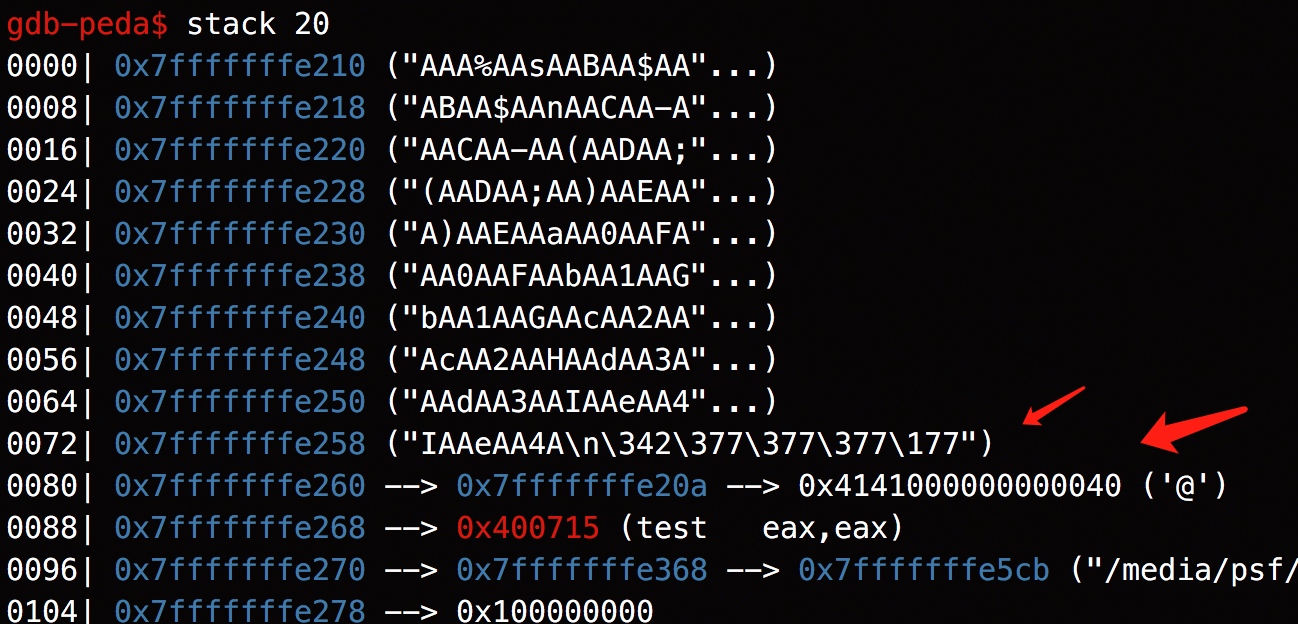 gdb-peda$ stack 20
0000| 0x7fffffffe210 ("AAA%AAsAABAA$AA"...)
0008| 0x7fffffffe218 ("ABAA$AAnAACAA-A"...)
0016| 0x7fffffffe220 ("AACAA-AA(AADAA;"...)
0024| 0x7fffffffe228 ("(AADAA;AA)AAEAA"...)
0032| 0x7fffffffe230 ("A)AAEAAaAA0AAFA"...)
0040| 0x7fffffffe238 ("AA0AAFAAbAA1AAG"...)
0048| 0x7fffffffe240 ("bAA1AAGAAcAA2AA"...)
0056| 0x7fffffffe248 ("AcAA2AAHAAdAA3A"...)
0064| 0x7fffffffe250 ("AAdAA3AAIAAeAA4"...)
0072| 0x7fffffffe258 ("IAAeAA4A\n\342\377\377\377\177")
0080| 0x7fffffffe260 --> 0x7fffffffe20a --> 0x4141000000000040 ('@')
0088| 0x7fffffffe268 --> 0x400715 (test   eax,eax)
0096| 0x7fffffffe270 --> 0x7fffffffe368 --> 0x7fffffffe5cb ("/media/psf/
0104| 0x7fffffffe278 --> 0x100000000